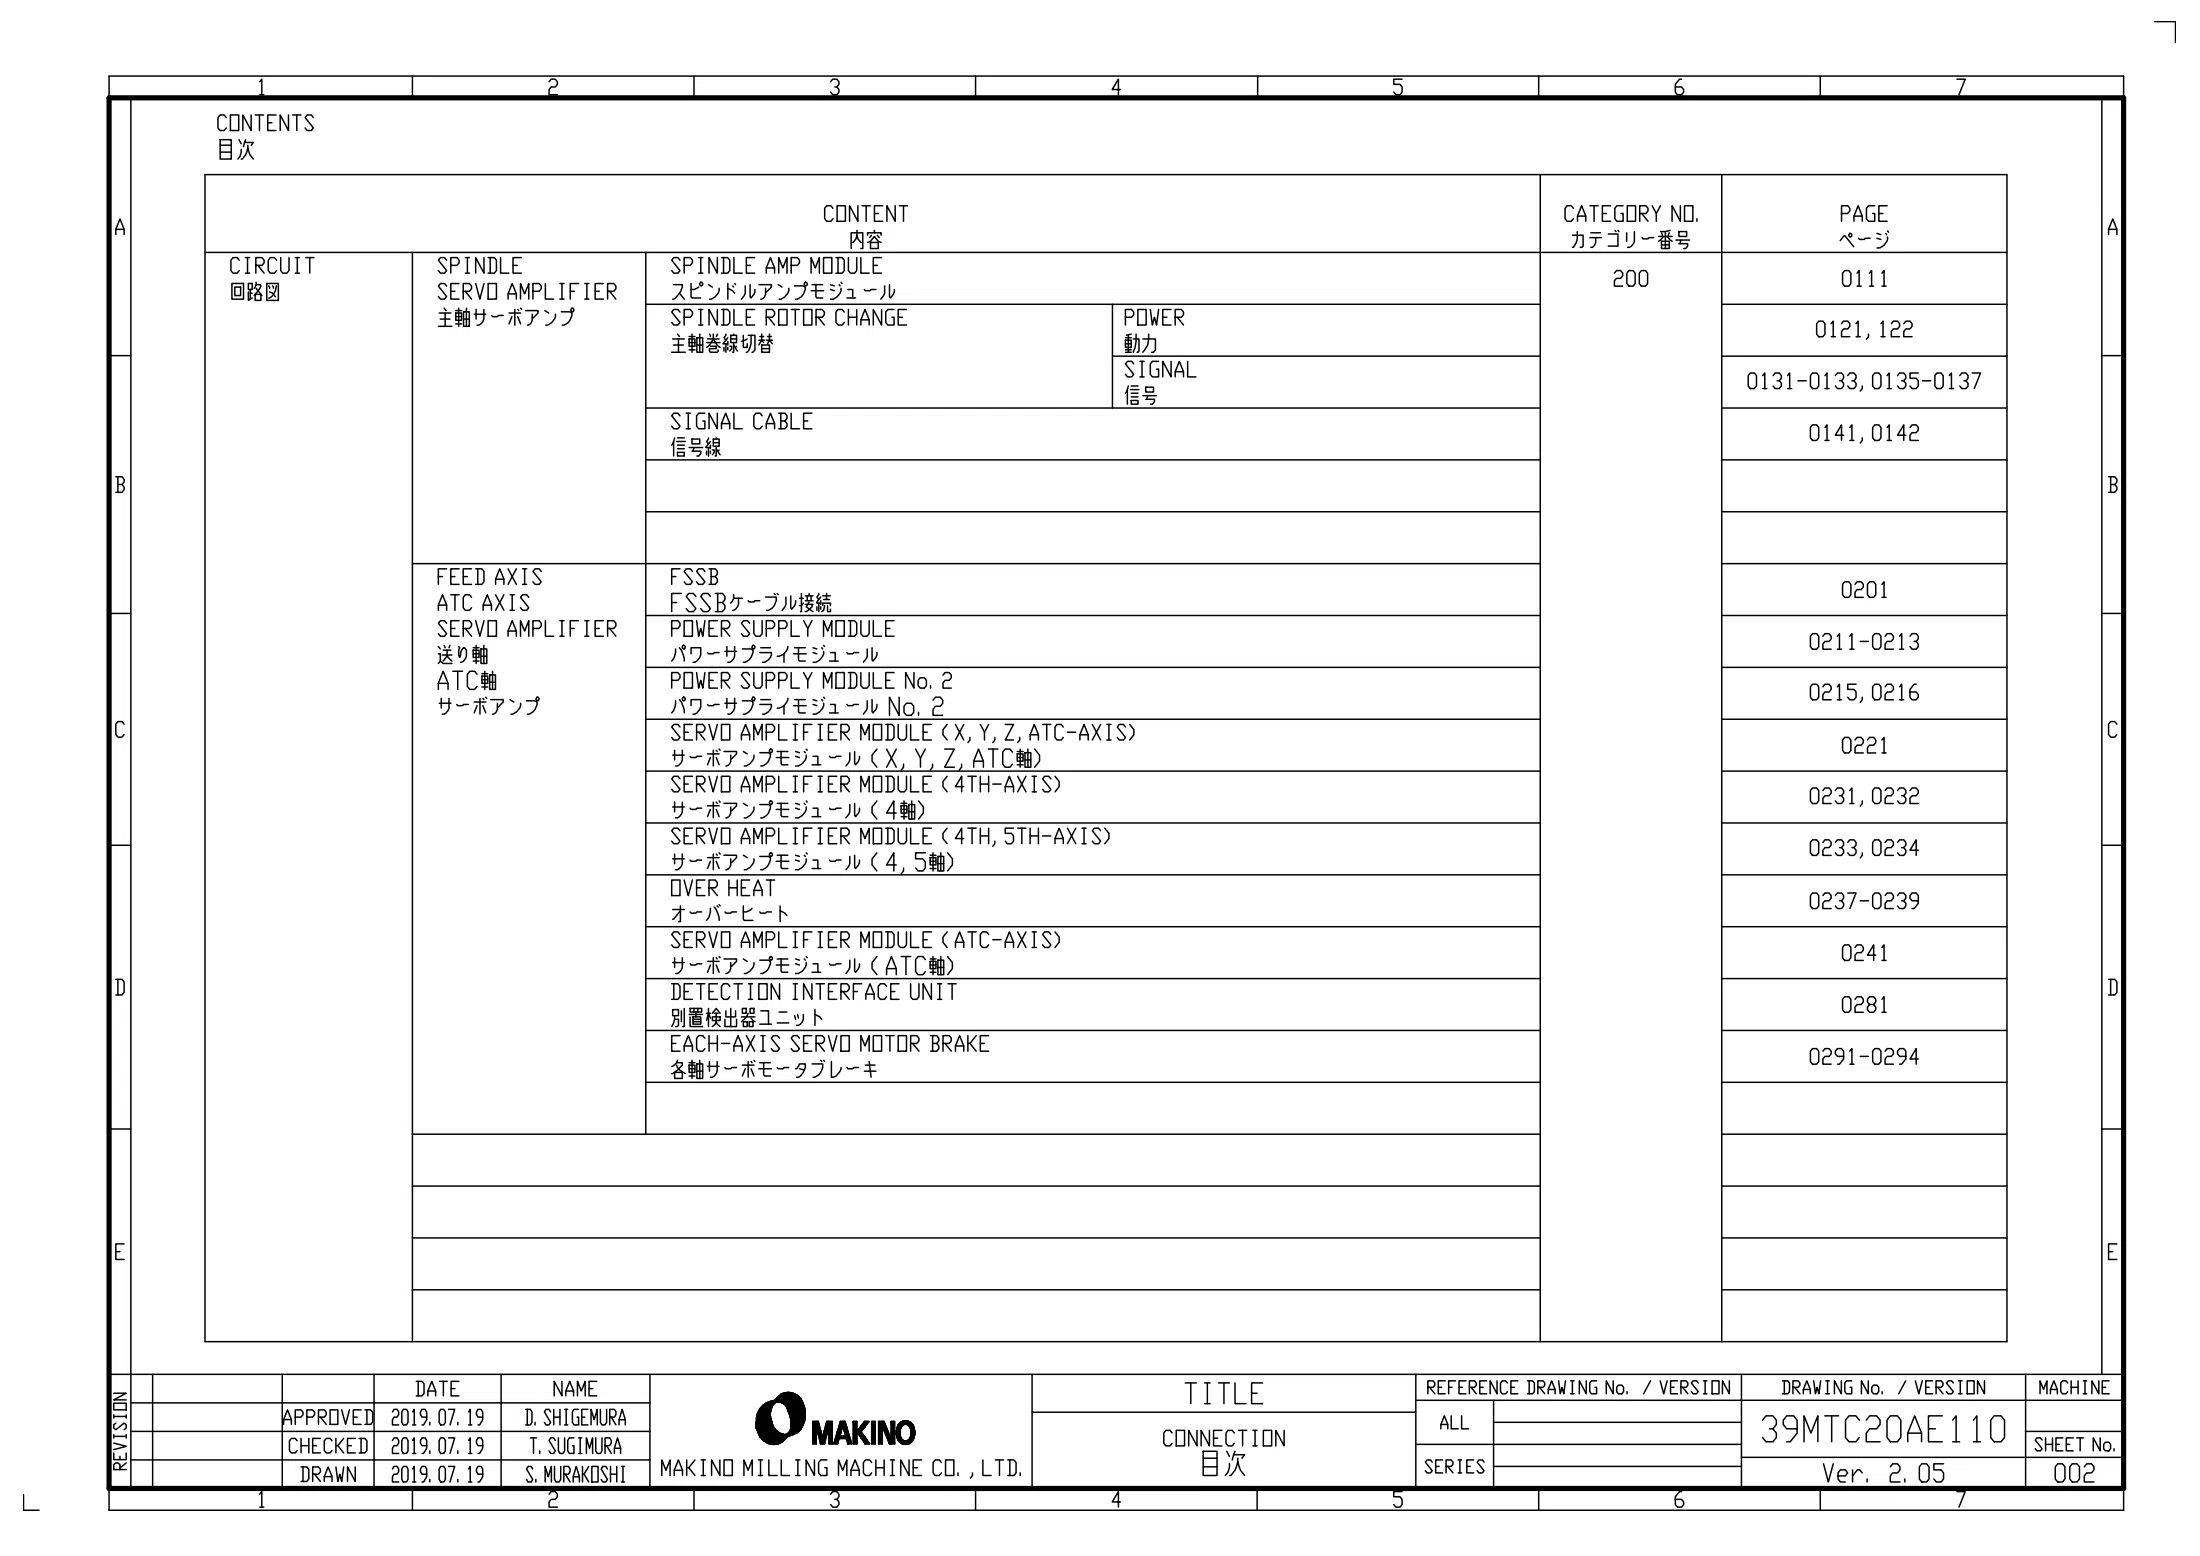 1 2 3 4 5 6 7
CONTENTS
目次
CONTENT
内容
CATEGORY NO.
カテゴリー番号
PAGE
ページ
A
A
CIRCUIT
回路図
SPINDLE
SERVO AMPLIFIER
主軸サーボアンプ
SPINDLE AMP MODULE
スピンドルアンプモジュール
200
0111
SPINDLE ROTOR CHANGE
主軸巻線切替
POWER
動力
0121,122
SIGNAL
信号
0131-0133,0135-0137
SIGNAL CABLE
信号線
0141,0142
B
B
FEED AXIS
ATC AXIS
SERVO AMPLIFIER
送り軸
ATC軸
サーボアンプ
FSSB
FSSBケーブル接続
0201
POWER SUPPLY MODULE
パワーサプライモジュール
0211-0213
POWER SUPPLY MODULE No. 2
パワーサプライモジュール No. 2
0215,0216
C
C
SERVO AMPLIFIER MODULE (X, Y, Z, ATC-AXIS)
サーボアンプモジュール (X, Y, Z, ATC軸)
0221
SERVO AMPLIFIER MODULE (4TH-AXIS)
サーボアンプモジュール (4軸)
0231,0232
SERVO AMPLIFIER MODULE (4TH, 5TH-AXIS)
サーボアンプモジュール (4, 5軸)
0233,0234
OVER HEAT
オーバーヒート
0237-0239
SERVO AMPLIFIER MODULE (ATC-AXIS)
サーボアンプモジュール (ATC軸)
0241
D
D
DETECTION INTERFACE UNIT
別置検出器ユニット
0281
EACH-AXIS SERVO MOTOR BRAKE
各軸サーボモータブレーキ
0291-0294
E
E
REVISION
DATE
NAME
APPROVED 2019. 07. 19 D. SHIGEMURA
CHECKED 2019. 07. 19 T. SUGIMURA
DRAWN 2019. 07. 19 S. MURAKOSHI
MAKINO
MAKINO MILLING MACHINE CO. , LTD.
TITLE
CONNECTION
目次
REFERENCE DRAWING No. / VERSION
ALL
SERIES
DRAWING No. / VERSION
39MTC20AE110
Ver. 2. 05
MACHINE
SHEET No.
002
1 2 3 4 5 6 7